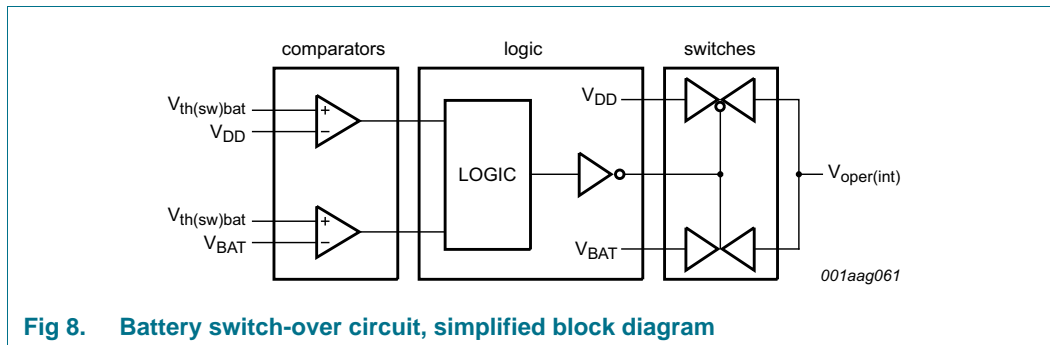 comparators logic switches
Vth(sw)bat
+
VDD
−
Vth(sw)bat
+
VBAT
−
LOGIC
VDD
VBAT
Voper(int)
001aag061
Fig 8. Battery switch-over circuit, simplified block diagram